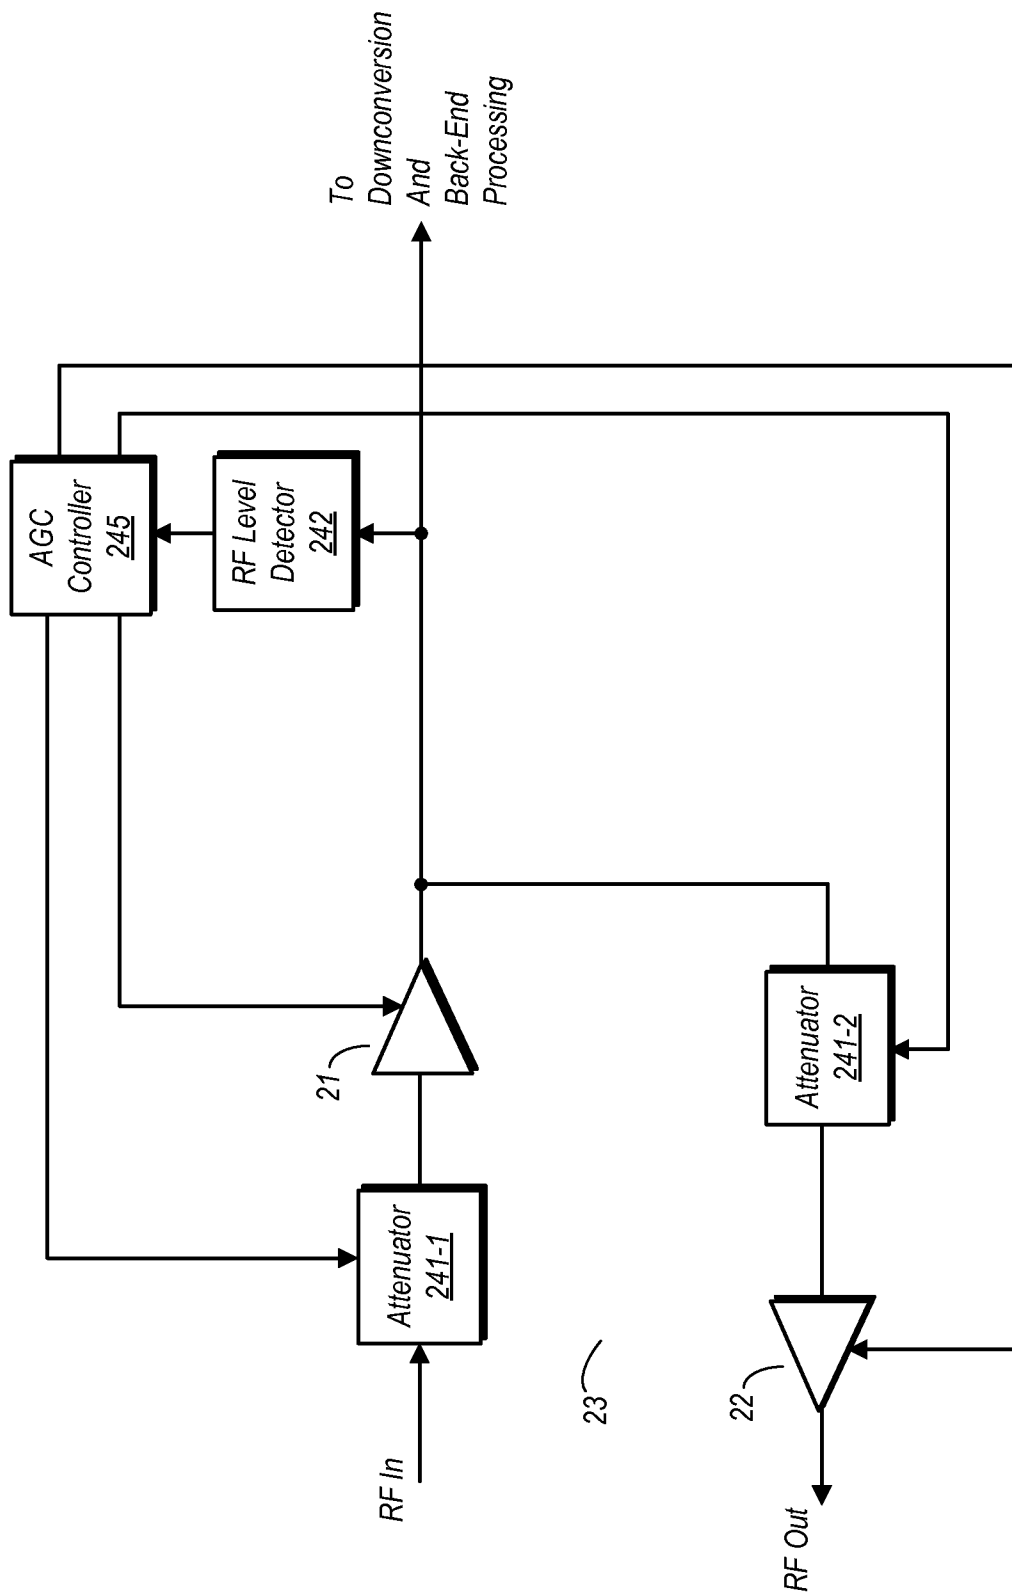 AGC
Controller
245
RF Level
Detector
242
To
Downconversion
And
Back-End
Processing
21
Attenuator
241-1
RF In
23
Attenuator
241-2
22
RF Out